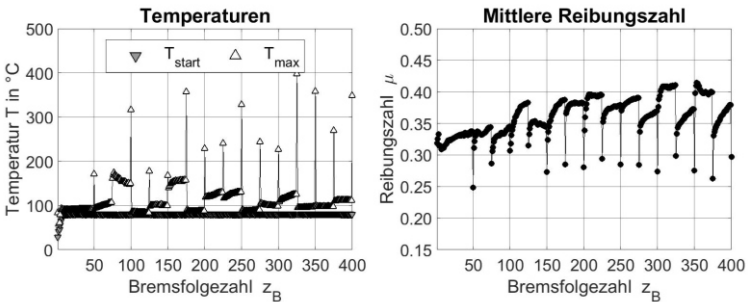 Temperaturen
500
400
300
200
100
0
T_start T_max
50 100 150 200 250 300 350 400
Temperatur T in °C
Bremsfolgezahl z_B
Mittlere Reibungszahl
0.50
0.45
0.40
0.35
0.30
0.25
0.20
0.15
50 100 150 200 250 300 350 400
Reibungszahl μ
Bremsfolgezahl z_B